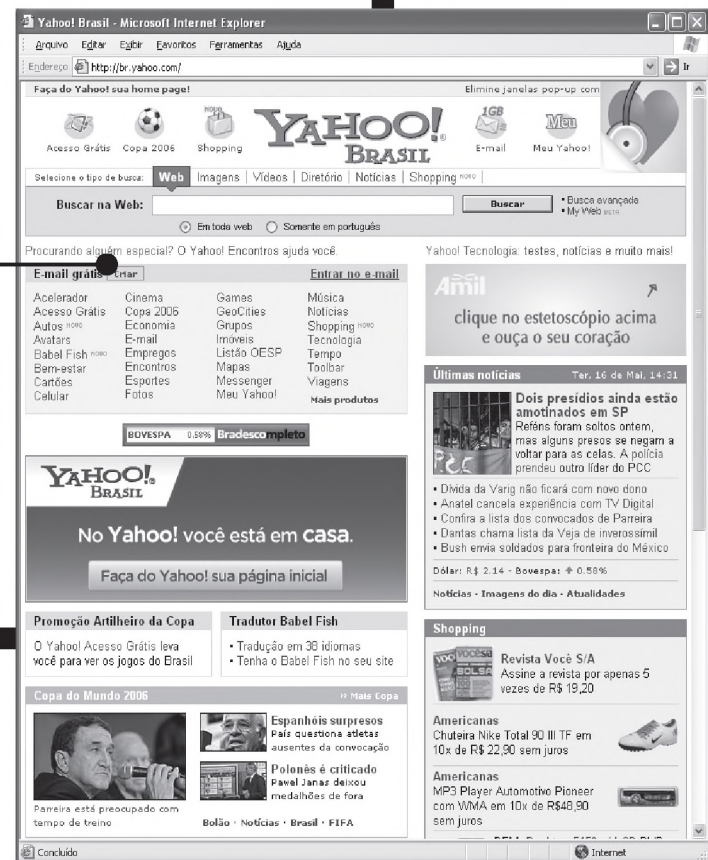 Yahoo! Brasil - Microsoft Internet Explorer
Arquivo Editar Exibir Favoritos Ferramentas Ajuda
Endereço http://br.yahoo.com/ Ir
Faça do Yahoo! sua home page!
Elimine janelas pop-up com
Acesso Grátis
Copa 2006
NOVO
Shopping
YAHOO!
BRASIL
1GB
E-mail
Meu
Meu Yahoo!
Selecione o tipo de busca: Web Imagens | Vídeos | Diretório | Notícias | Shopping NOVO |
Buscar na Web:
Buscar
• Busca avançada
• My Web BETA
Em toda web Somente em português
Procurando alguém especial? O Yahoo! Encontros ajuda você.
E-mail grátis Criar
Entrar no e-mail
Acelerador
Acesso Grátis
Autos NOVO
Avatars
Babel Fish NOVO
Bem-estar
Cartões
Celular
Cinema
Copa 2006
Economia
E-mail
Empregos
Encontros
Esportes
Fotos
Games
GeoCities
Grupos
Imóveis
Listão OESP
Mapas
Messenger
Meu Yahoo!
Música
Notícias
Shopping NOVO
Tecnologia
Tempo
Toolbar
Viagens
Mais produtos
BOVESPA 0.58% Bradescompleto
YAHOO!
BRASIL
No Yahoo! você está em casa.
Faça do Yahoo! sua página inicial
Promoção Artilheiro da Copa
O Yahoo! Acesso Grátis leva
você para ver os jogos do Brasil
Tradutor Babel Fish
• Tradução em 38 idiomas
• Tenha o Babel Fish no seu site
Copa do Mundo 2006
» Mais Copa
Parreira está preocupado com
tempo de treino
Espanhóis surpresos
País questiona atletas
ausentes da convocação
Polonês é criticado
Pawel Janas deixou
medalhões de fora
Bolão · Notícias · Brasil · FIFA
Yahoo! Tecnologia: testes, notícias e muito mais!
Amil
clique no estetoscópio acima
e ouça o seu coração
Últimas notícias
Ter, 16 de Mai, 14:31
PCC
Dois presídios ainda estão
amotinados em SP
Reféns foram soltos ontem,
mas alguns presos se negam a
voltar para as celas. A polícia
prendeu outro líder do PCC
• Dívida da Varig não ficará com novo dono
• Anatel cancela experiência com TV Digital
• Confira a lista dos convocados de Parreira
• Dantas chama lista da Veja de inverossímil
• Bush envia soldados para fronteira do México
Dólar: R$ 2.14 - Bovespa: 0.58%
Notícias - Imagens do dia - Atualidades
Shopping
Revista Você S/A
Assine a revista por apenas 5
vezes de R$ 19,20
Americanas
Chuteira Nike Total 90 III TF em
10x de R$ 22,90 sem juros
Americanas
MP3 Player Automotivo Pioneer
com WMA em 10x de R$48,90
sem juros
Concluído
Internet